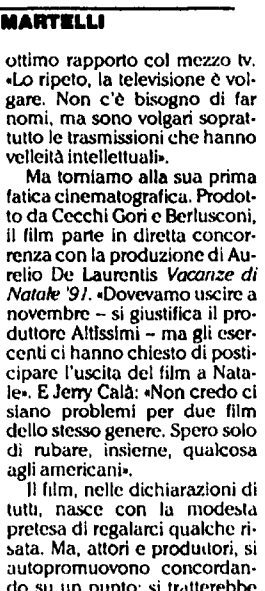 MARTELLI
ottimo rapporto col mezzo tv.
«Lo ripeto, la televisione è vol-
gare. Non c'è bisogno di far
nomi, ma sono volgari soprat-
tutto le trasmissioni che hanno
velleità intellettuali».
Ma torniamo alla sua prima
fatica cinematografica. Prodot-
to da Cecchi Gori e Berlusconi,
il film parte in diretta concor-
renza con la produzione di Au-
relio De Laurentis Vacanze di
Natale '91. «Dovevamo uscire a
novembre – si giustifica il pro-
duttore Altissimi – ma gli eser-
centi ci hanno chiesto di posti-
cipare l'uscita del film a Nata-
le». E Jerry Calà: «Non credo ci
siano problemi per due film
dello stesso genere. Spero solo
di rubare, insieme, qualcosa
agli americani».
Il film, nelle dichiarazioni di
tutti, nasce con la modesta
pretesa di regalarci qualche ri-
sata. Ma, attori e produttori, si
autopromuovono concordan-
do su un punto: si tratterebbe